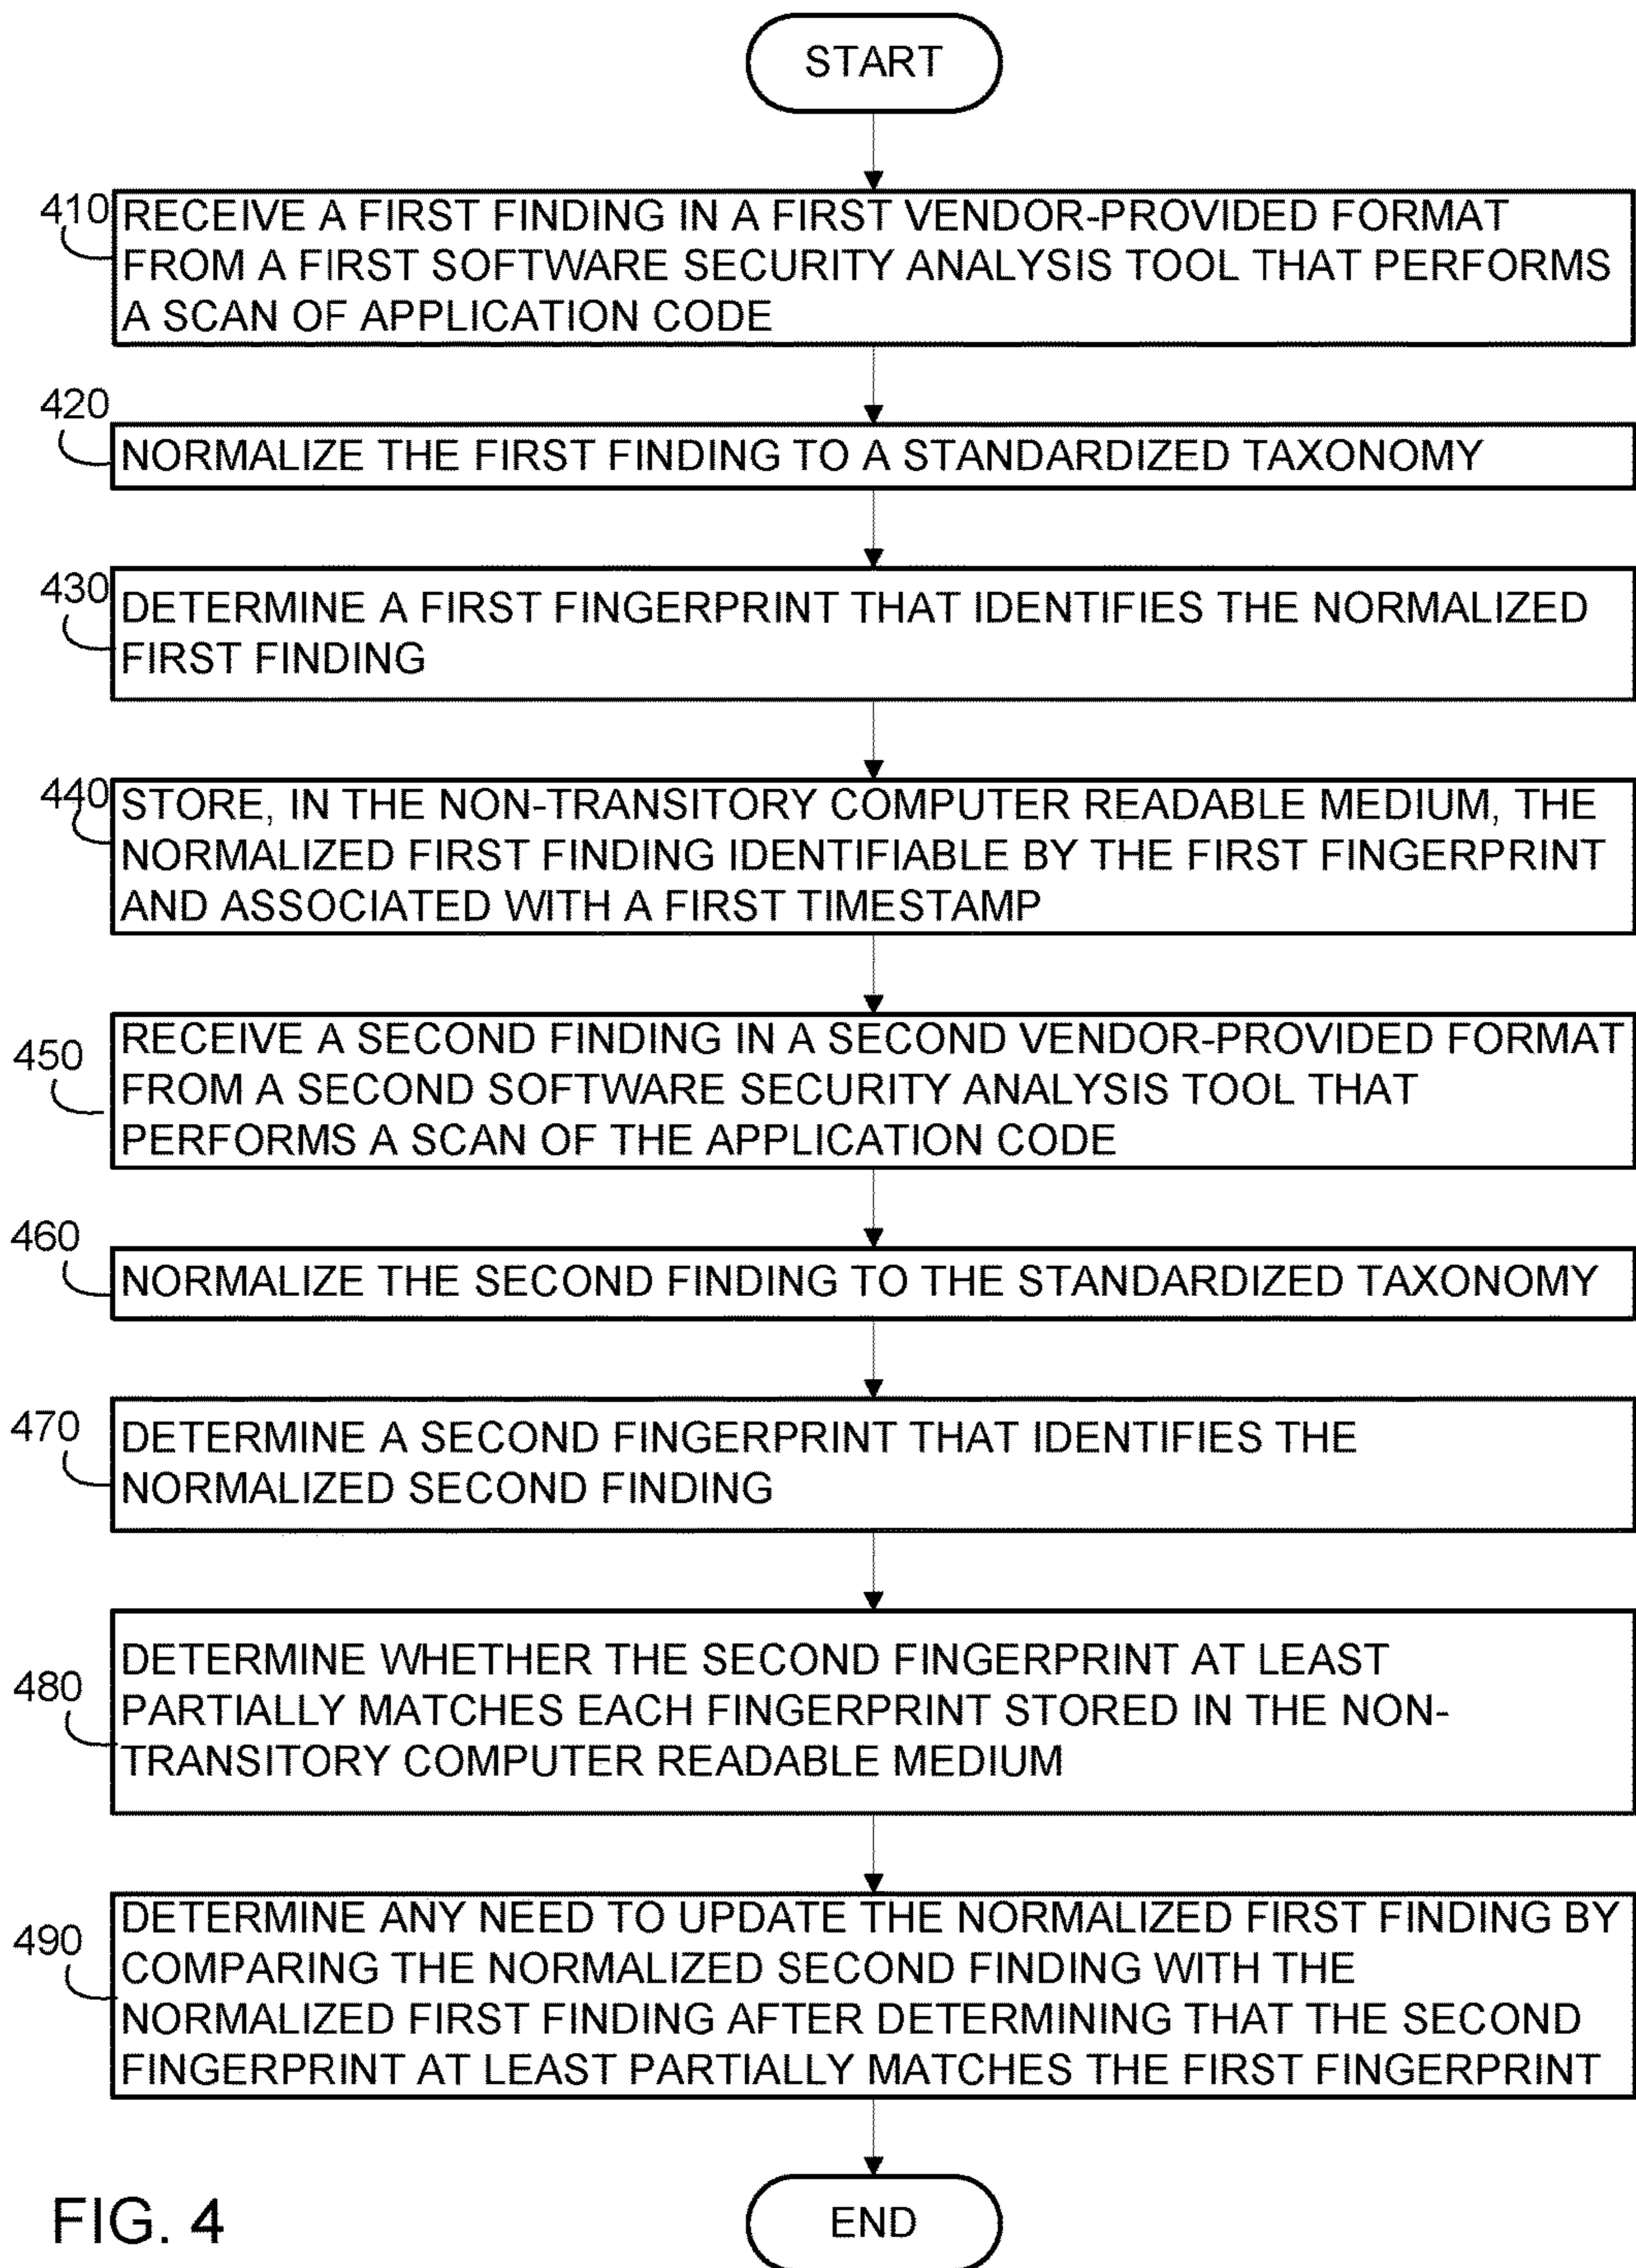 START
410
RECEIVE A FIRST FINDING IN A FIRST VENDOR-PROVIDED FORMAT
FROM A FIRST SOFTWARE SECURITY ANALYSIS TOOL THAT PERFORMS
A SCAN OF APPLICATION CODE
420
NORMALIZE THE FIRST FINDING TO A STANDARDIZED TAXONOMY
430
DETERMINE A FIRST FINGERPRINT THAT IDENTIFIES THE NORMALIZED
FIRST FINDING
440
STORE, IN THE NON-TRANSITORY COMPUTER READABLE MEDIUM, THE
NORMALIZED FIRST FINDING IDENTIFIABLE BY THE FIRST FINGERPRINT
AND ASSOCIATED WITH A FIRST TIMESTAMP
450
RECEIVE A SECOND FINDING IN A SECOND VENDOR-PROVIDED FORMAT
FROM A SECOND SOFTWARE SECURITY ANALYSIS TOOL THAT
PERFORMS A SCAN OF THE APPLICATION CODE
460
NORMALIZE THE SECOND FINDING TO THE STANDARDIZED TAXONOMY
470
DETERMINE A SECOND FINGERPRINT THAT IDENTIFIES THE
NORMALIZED SECOND FINDING
480
DETERMINE WHETHER THE SECOND FINGERPRINT AT LEAST
PARTIALLY MATCHES EACH FINGERPRINT STORED IN THE NON-
TRANSITORY COMPUTER READABLE MEDIUM
490
DETERMINE ANY NEED TO UPDATE THE NORMALIZED FIRST FINDING BY
COMPARING THE NORMALIZED SECOND FINDING WITH THE
NORMALIZED FIRST FINDING AFTER DETERMINING THAT THE SECOND
FINGERPRINT AT LEAST PARTIALLY MATCHES THE FIRST FINGERPRINT
END
FIG. 4